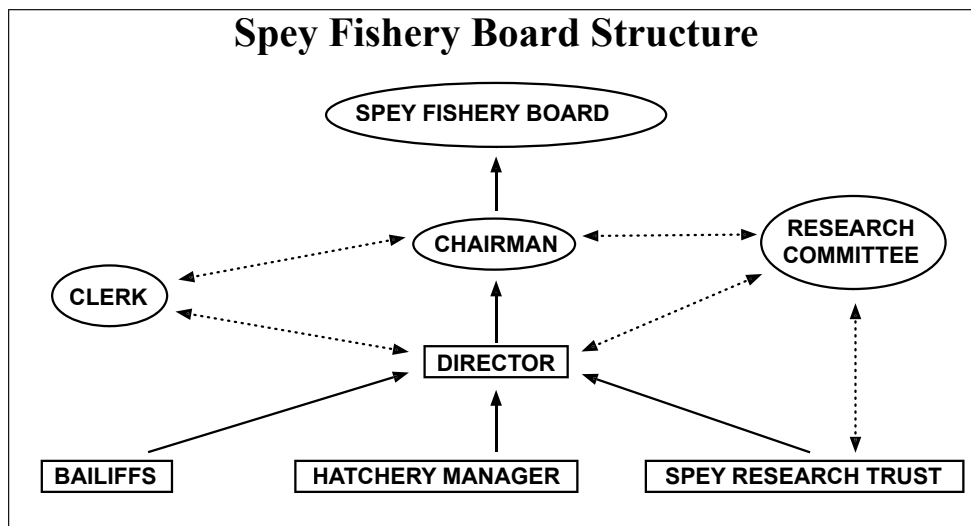 Spey Fishery Board Structure
SPEY FISHERY BOARD
CHAIRMAN
RESEARCH
COMMITTEE
CLERK
DIRECTOR
BAILIFFS
HATCHERY MANAGER
SPEY RESEARCH TRUST